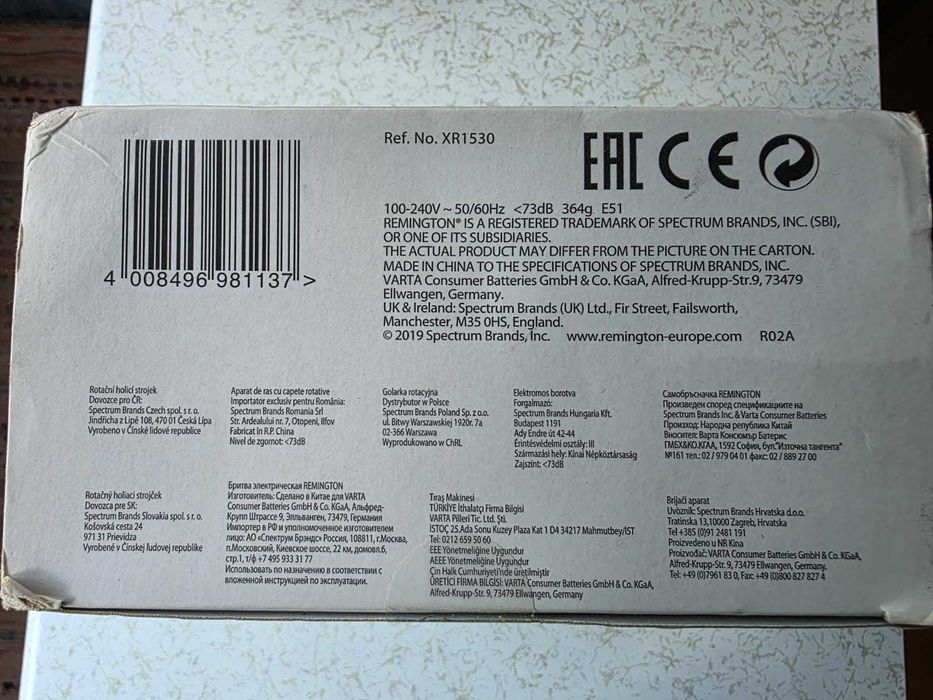 Ref. No. XR1530
EAC CE
4 008496 981137 >
100-240V ~ 50/60Hz <73dB 364g E51
REMINGTON® IS A REGISTERED TRADEMARK OF SPECTRUM BRANDS, INC. (SBI),
OR ONE OF ITS SUBSIDIARIES.
THE ACTUAL PRODUCT MAY DIFFER FROM THE PICTURE ON THE CARTON.
MADE IN CHINA TO THE SPECIFICATIONS OF SPECTRUM BRANDS, INC.
VARTA Consumer Batteries GmbH & Co. KGaA, Alfred-Krupp-Str.9, 73479
Ellwangen, Germany.
UK & Ireland: Spectrum Brands (UK) Ltd., Fir Street, Failsworth,
Manchester, M35 0HS, England.
© 2019 Spectrum Brands, Inc. www.remington-europe.com R02A
Rotační holicí strojek
Dovozce pro ČR:
Spectrum Brands Czech spol. s r. o.
Jindřicha z Lipé 108, 470 01 Česká Lípa
Vyrobeno v Čínské lidové republice
Aparat de ras cu capete rotative
Importator exclusiv pentru România:
Spectrum Brands Romania Srl
Str. Ardealului nr. 7, Otopeni, Ilfov
Fabricat în R.P. China
Nivel de zgomot: <73dB
Golarka rotacyjna
Dystrybutor w Polsce
Spectrum Brands Poland Sp. z o.o.
ul. Bitwy Warszawskiej 1920r. 7a
02-366 Warszawa
Wyprodukowano w ChRL
Elektromos borotva
Forgalmazó:
Spectrum Brands Hungaria Kft.
Budapest 1191
Ady Endre út 42-44
Érintésvédelmi osztály: III
Származási hely: Kínai Népköztársaság
Zajszint: <73dB
Самобръсначка REMINGTON
Произведен според спецификациите на
Spectrum Brands Inc. & Varta Consumer Batteries
Произход: Народна република Китай
Вносител: Варта Консюмър Батерис
ГМБХ&КО.КГАА, 1592 София, бул."Източна тангента"
№161 тел.: 02 / 979 04 01 факс: 02 / 889 27 00
Rotačný holiaci strojček
Dovozca pre SK:
Spectrum Brands Slovakia spol. s r. o.
Košovská cesta 24
971 31 Prievidza
Vyrobené v Čínskej ľudovej republike
Бритва электрическая REMINGTON
Изготовитель: Сделано в Китае для VARTA
Consumer Batteries GmbH & Co. KGaA, Альфред-
Крупп Штрассе 9, Элльванген, 73479, Германия
Импортер в РФ и уполномоченное изготовителем
лицо: АО «Спектрум Брэндс» Россия, 108811, г.Москва,
п.Московский, Киевское шоссе, 22 км, домовл.6,
стр.1, т/ф +7 495 933 31 77
Использовать по назначению в соответствии с
вложенной инструкцией по эксплуатации.
Tıraş Makinesi
TÜRKİYE İthalatçı Firma Bilgisi
VARTA Pilleri Tic. Ltd. Şti.
İSTOÇ 25.Ada Sonu Kuzey Plaza Kat 1 D4 34217 Mahmutbey/İST
Tel: 0212 659 50 60
EEE Yönetmeliğine Uygundur
AEEE Yönetmeliğine Uygundur
Çin Halk Cumhuriyeti'nde üretilmiştir
ÜRETİCİ FİRMA BİLGİSİ: VARTA Consumer Batteries GmbH & Co. KGaA,
Alfred-Krupp-Str. 9, 73479 Ellwangen, Germany
Brijaći aparat
Uvoznik: Spectrum Brands Hrvatska d.o.o.
Tratinska 13,10000 Zagreb, Hrvatska
Tel +385 (0)91 2481 191
Proizvedeno u NR Kina
Proizvođač: VARTA Consumer Batteries GmbH & Co. KGaA,
Alfred-Krupp-Str. 9, 73479 Ellwangen, Germany.
Tel: +49 (0)7961 83 0, Fax: +49 (0)800 827 827 4